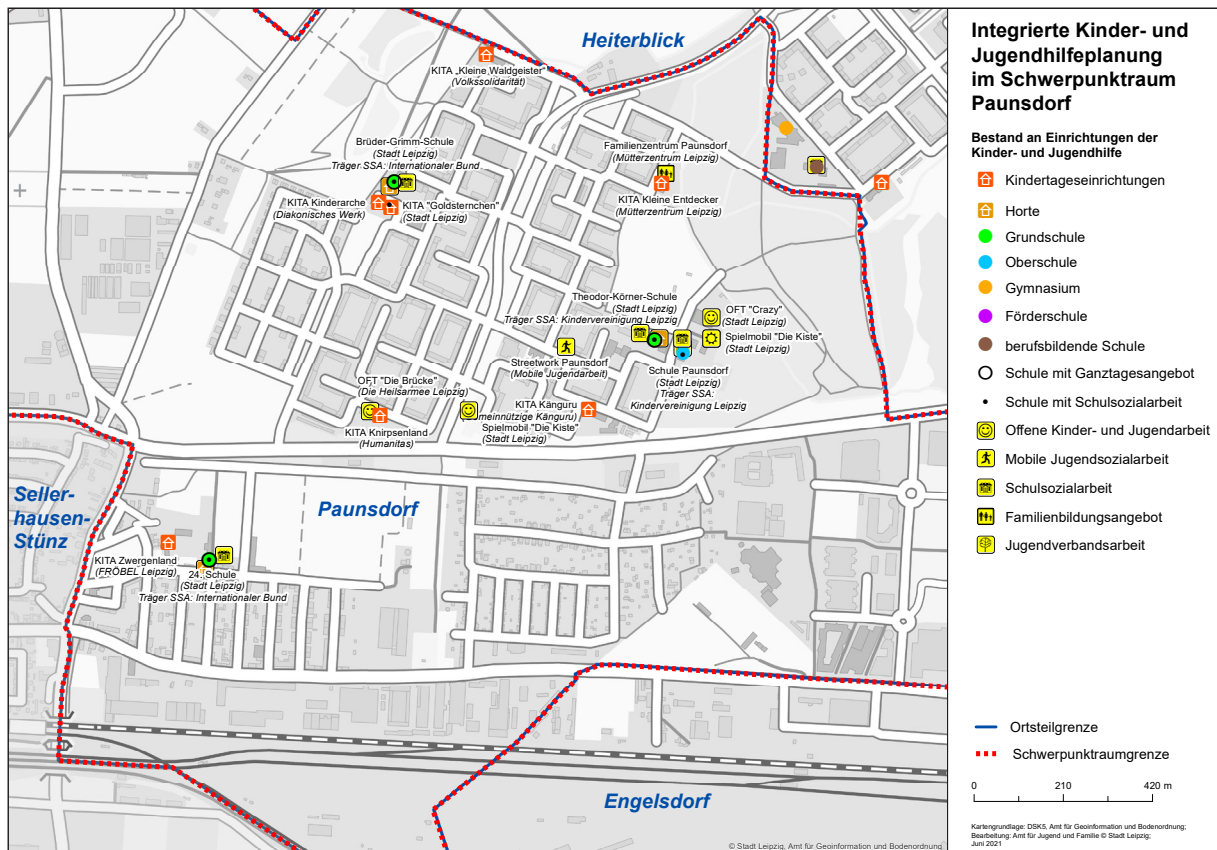 Heiterblick
KITA „Kleine Waldgeister"
(Volkssolidarität)
Brüder-Grimm-Schule
(Stadt Leipzig)
Träger SSA: Internationaler Bund
Familienzentrum Paunsdorf
(Mütterzentrum Leipzig)
KITA Kinderarche
(Diakonisches Werk)
KITA "Goldsternchen"
(Stadt Leipzig)
KITA Kleine Entdecker
(Mütterzentrum Leipzig)
Theodor-Körner-Schule
(Stadt Leipzig)
Träger SSA: Kindervereinigung Leipzig
OFT "Crazy"
(Stadt Leipzig)
Spielmobil "Die Kiste"
(Stadt Leipzig)
Streetwork Paunsdorf
(Mobile Jugendarbeit)
Schule Paunsdorf
(Stadt Leipzig)
Träger SSA:
Kindervereinigung Leipzig
OFT "Die Brücke"
(Die Heilsarmee Leipzig)
KITA Känguru
meinnützige Känguru)
Spielmobil "Die Kiste"
(Stadt Leipzig)
KITA Knirpsenland
(Humanitas)
Seller-
hausen-
Stünz
Paunsdorf
KITA Zwergenland
(FRÖBEL Leipzig)
24. Schule
(Stadt Leipzig)
Träger SSA: Internationaler Bund
Engelsdorf
© Stadt Leipzig, Amt für Geoinformation und Bodenordnung
Integrierte Kinder- und
Jugendhilfeplanung
im Schwerpunktraum
Paunsdorf
Bestand an Einrichtungen der
Kinder- und Jugendhilfe
Kindertageseinrichtungen
Horte
Grundschule
Oberschule
Gymnasium
Förderschule
berufsbildende Schule
Schule mit Ganztagesangebot
Schule mit Schulsozialarbeit
Offene Kinder- und Jugendarbeit
Mobile Jugendsozialarbeit
Schulsozialarbeit
Familienbildungsangebot
Jugendverbandsarbeit
Ortsteilgrenze
Schwerpunktraumgrenze
0 210 420 m
Kartengrundlage: DSK5, Amt für Geoinformation und Bodenordnung;
Bearbeitung: Amt für Jugend und Familie © Stadt Leipzig;
Juni 2021